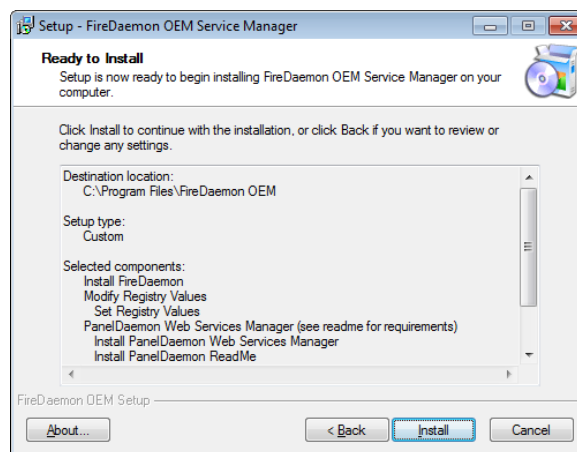 Setup - FireDaemon OEM Service Manager
Ready to Install
Setup is now ready to begin installing FireDaemon OEM Service Manager on your
computer.
Click Install to continue with the installation, or click Back if you want to review or
change any settings.
Destination location:
C:\Program Files\FireDaemon OEM
Setup type:
Custom
Selected components:
Install FireDaemon
Modify Registry Values
Set Registry Values
PanelDaemon Web Services Manager (see readme for requirements)
Install PanelDaemon Web Services Manager
Install PanelDaemon ReadMe
FireDaemon OEM Setup
About... < Back Install Cancel